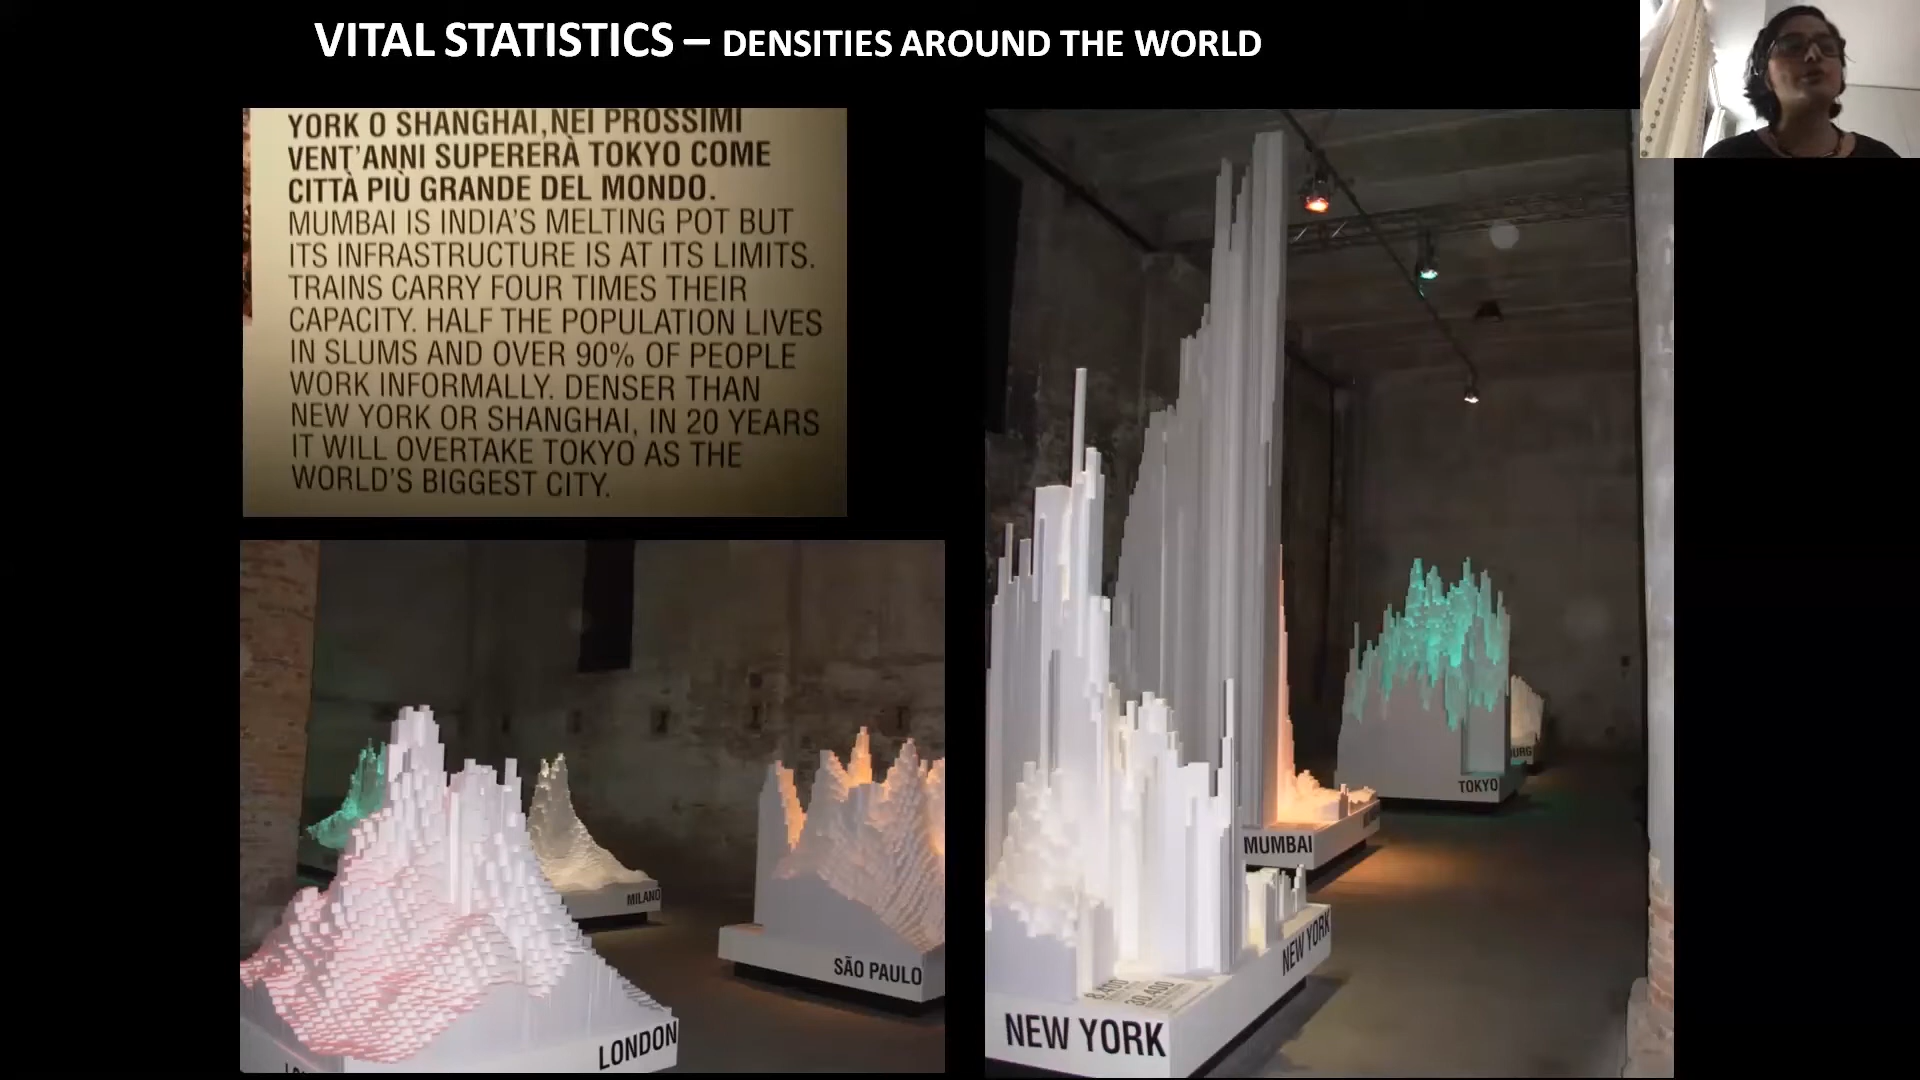 VITAL STATISTICS – DENSITIES AROUND THE WORLD
YORK O SHANGHAI, NEI PROSSIMI
VENT'ANNI SUPERERÀ TOKYO COME
CITTÀ PIÙ GRANDE DEL MONDO.
MUMBAI IS INDIA'S MELTING POT BUT
ITS INFRASTRUCTURE IS AT ITS LIMITS.
TRAINS CARRY FOUR TIMES THEIR
CAPACITY. HALF THE POPULATION LIVES
IN SLUMS AND OVER 90% OF PEOPLE
WORK INFORMALLY. DENSER THAN
NEW YORK OR SHANGHAI, IN 20 YEARS
IT WILL OVERTAKE TOKYO AS THE
WORLD'S BIGGEST CITY.
MILANO
SÃO PAULO
LONDON
TOKYO
MUMBAI
NEW YORK
8,400
30,400
NEW YORK